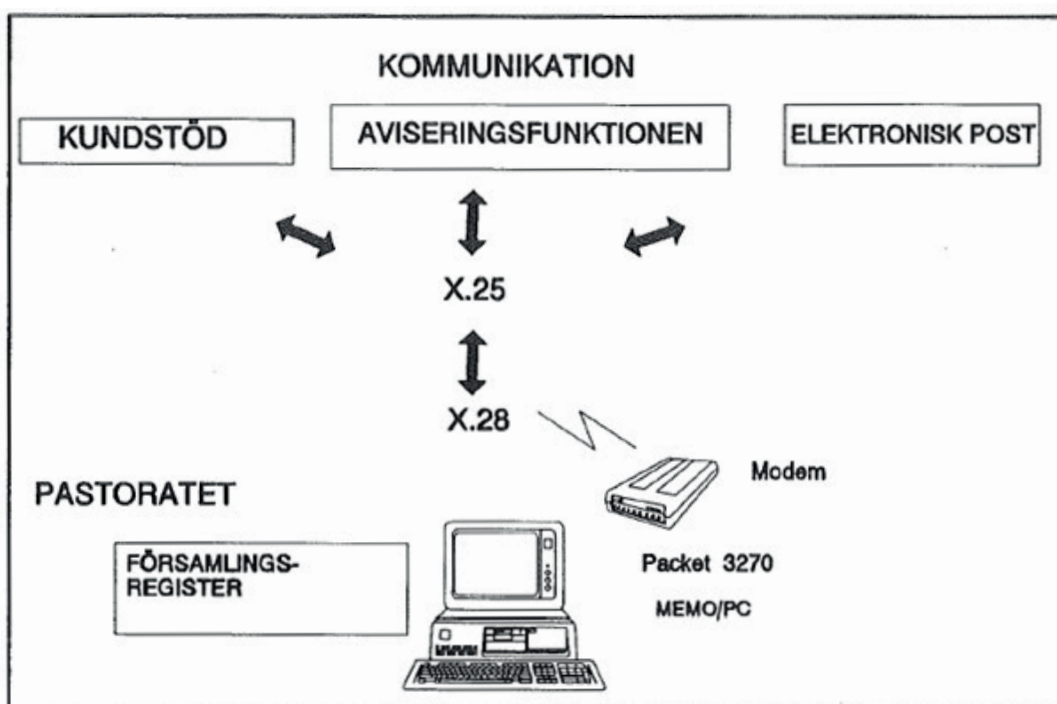 KOMMUNIKATION
KUNDSTÖD
AVISERINGSFUNKTIONEN
ELEKTRONISK POST
X.25
X.28
Modem
PASTORATET
FÖRSAMLINGS-
REGISTER
Packet 3270
MEMO/PC